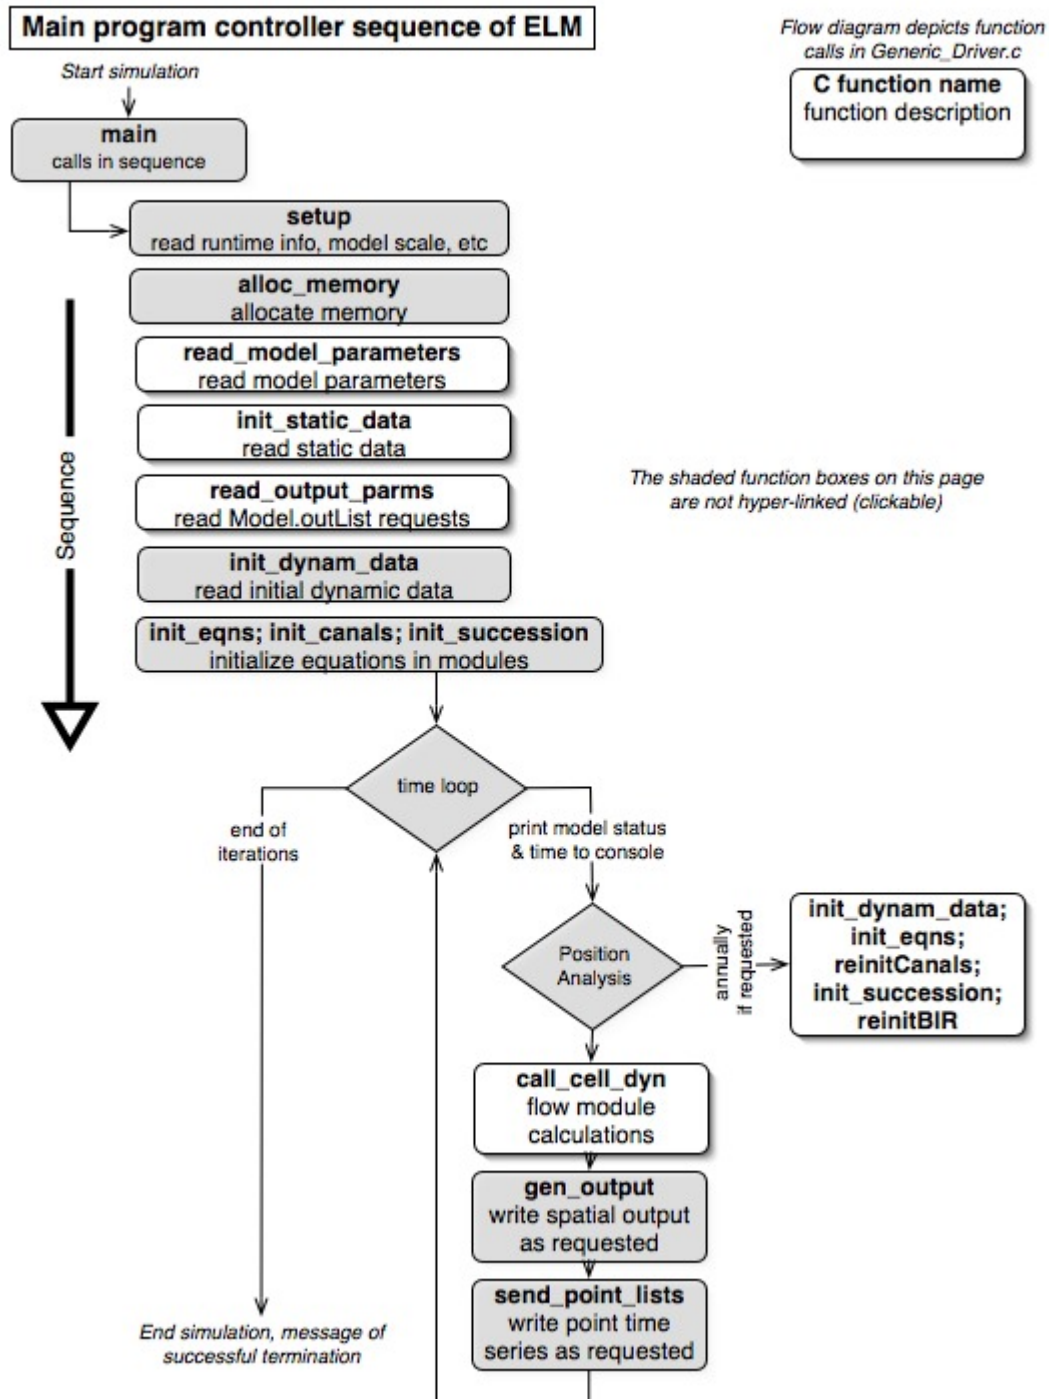 Main program controller sequence of ELM
Flow diagram depicts function
calls in Generic_Driver.c
C function name
function description
Start simulation
main
calls in sequence
setup
read runtime info, model scale, etc
alloc_memory
allocate memory
read_model_parameters
read model parameters
init_static_data
read static data
read_output_parms
read Model.outList requests
init_dynam_data
read initial dynamic data
init_eqns; init_canals; init_succession
initialize equations in modules
Sequence
The shaded function boxes on this page
are not hyper-linked (clickable)
time loop
end of
iterations
print model status
& time to console
Position
Analysis
annually
if requested
init_dynam_data;
init_eqns;
reinitCanals;
init_succession;
reinitBIR
call_cell_dyn
flow module
calculations
gen_output
write spatial output
as requested
send_point_lists
write point time
series as requested
End simulation, message of
successful termination